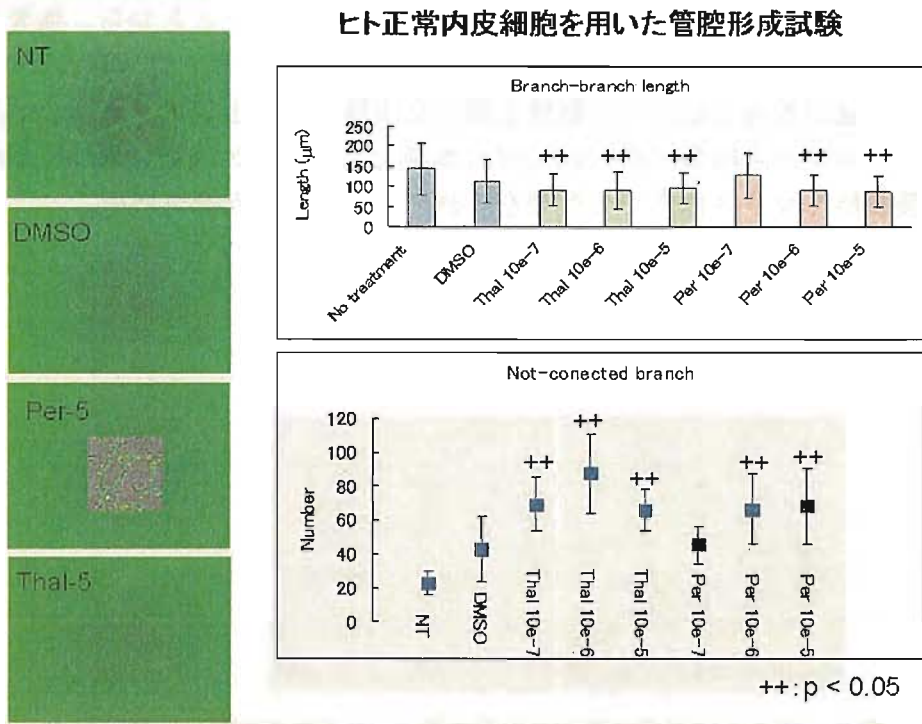 ヒト正常内皮細胞を用いた管腔形成試験
NT
DMSO
Per-5
Thal-5
Branch-branch length
Length (μm)
250
200
150
100
50
0
++ ++ ++ ++ ++
No treatment
DMSO
Thal 10e-7
Thal 10e-6
Thal 10e-5
Per 10e-7
Per 10e-6
Per 10e-5
Not-conected branch
Number
120
100
80
60
40
20
0
++ ++ ++ ++ ++
NT
DMSO
Thal 10e-7
Thal 10e-6
Thal 10e-5
Per 10e-7
Per 10e-6
Per 10e-5
++: p < 0.05